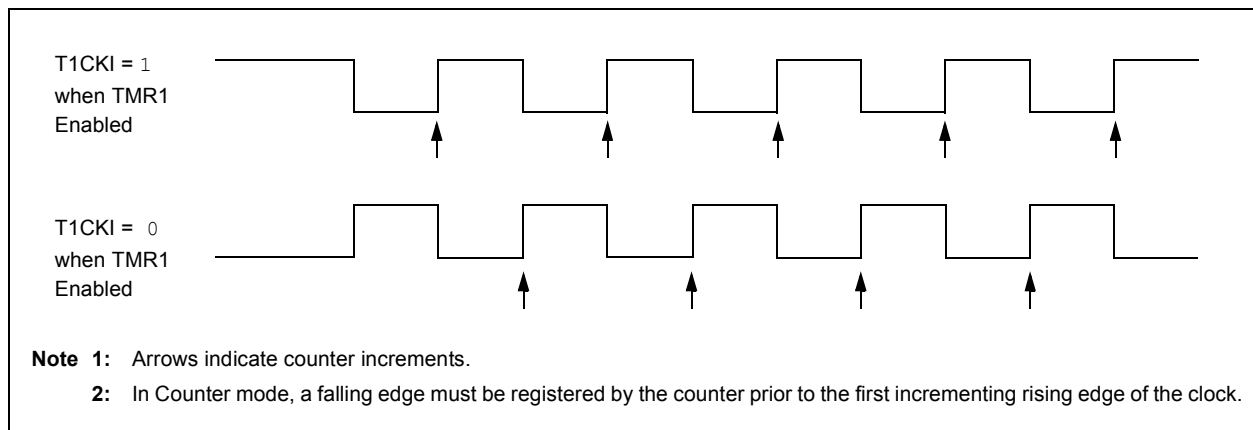 T1CKI = 1
when TMR1
Enabled
T1CKI = 0
when TMR1
Enabled
Note 1: Arrows indicate counter increments.
2: In Counter mode, a falling edge must be registered by the counter prior to the first incrementing rising edge of the clock.